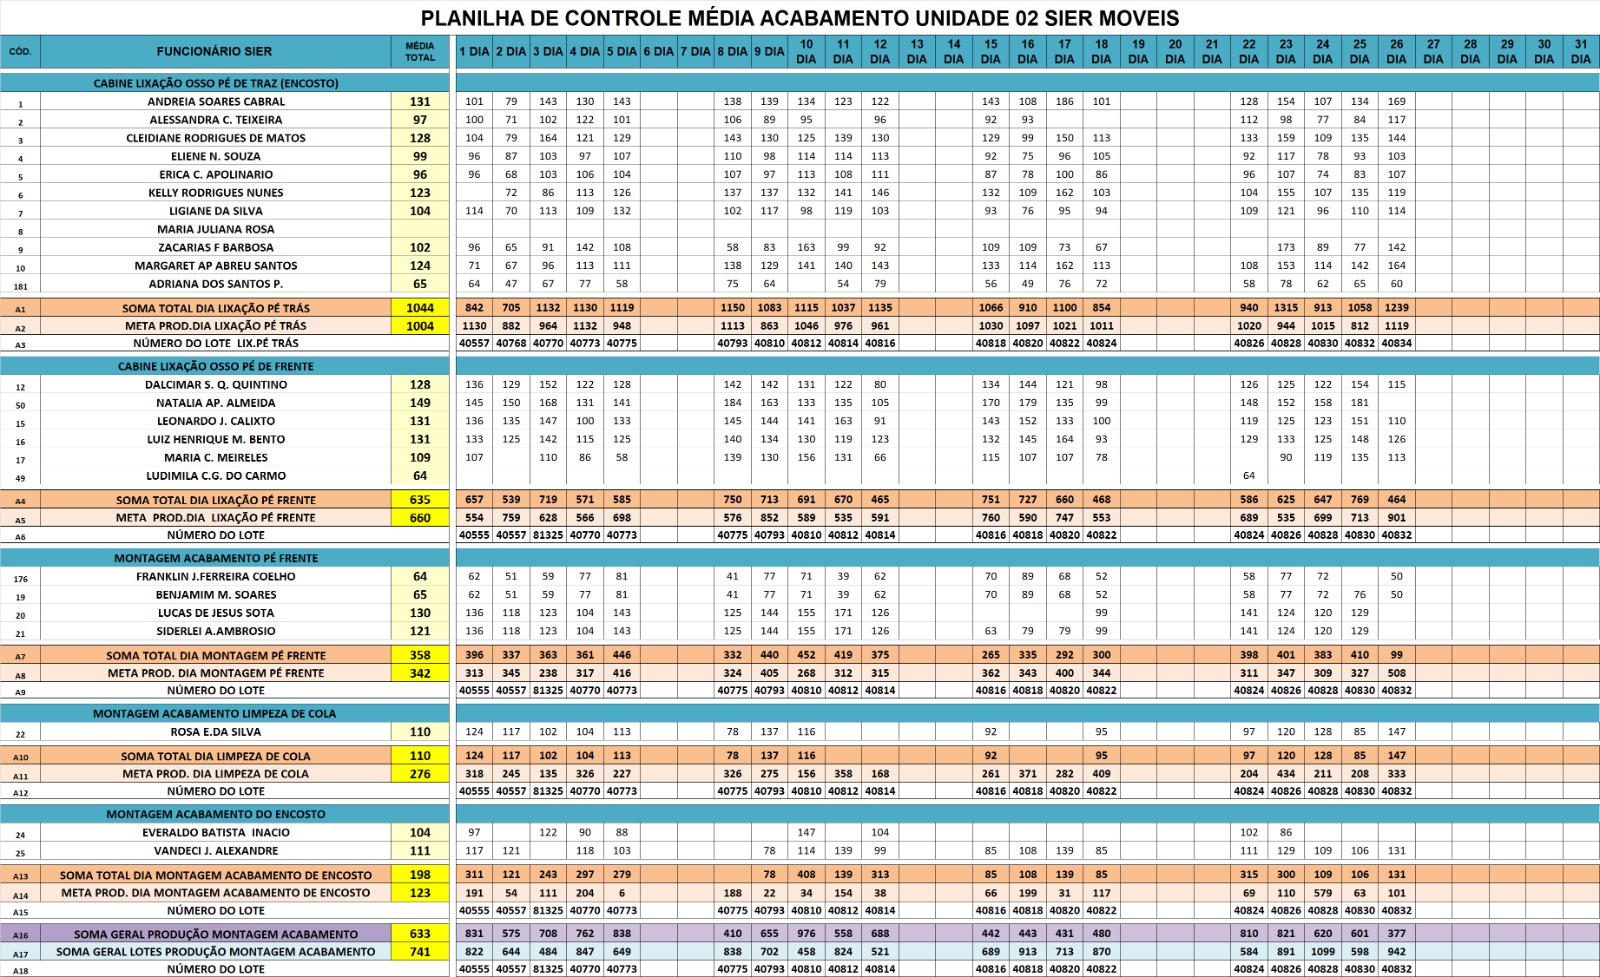 PLANILHA DE CONTROLE MÉDIA ACABAMENTO UNIDADE 02 SIER MOVEIS
CÓD. FUNCIONÁRIO SIER MÉDIA TOTAL 1 DIA 2 DIA 3 DIA 4 DIA 5 DIA 6 DIA 7 DIA 8 DIA 9 DIA 10 DIA 11 DIA 12 DIA 13 DIA 14 DIA 15 DIA 16 DIA 17 DIA 18 DIA 19 DIA 20 DIA 21 DIA 22 DIA 23 DIA 24 DIA 25 DIA 26 DIA 27 DIA 28 DIA 29 DIA 30 DIA 31 DIA
CABINE LIXAÇÃO OSSO PÉ DE TRAZ (ENCOSTO)
1 ANDREIA SOARES CABRAL 131 101 79 143 130 143 138 139 134 123 122 143 108 186 101 128 154 107 134 169
2 ALESSANDRA C. TEIXEIRA 97 100 71 102 122 101 106 89 95 96 92 93 112 98 77 84 117
3 CLEIDIANE RODRIGUES DE MATOS 128 104 79 164 121 129 143 130 125 139 130 129 99 150 113 133 159 109 135 144
4 ELIENE N. SOUZA 99 96 87 103 97 107 110 98 114 114 113 92 75 96 105 92 117 78 93 103
5 ERICA C. APOLINARIO 96 96 68 103 106 104 107 97 113 108 111 87 78 100 86 96 107 74 83 107
6 KELLY RODRIGUES NUNES 123 72 86 113 126 137 137 132 141 146 132 109 162 103 104 155 107 135 119
7 LIGIANE DA SILVA 104 114 70 113 109 132 102 117 98 119 103 93 76 95 94 109 121 96 110 114
8 MARIA JULIANA ROSA
9 ZACARIAS F BARBOSA 102 96 65 91 142 108 58 83 163 99 92 109 109 73 67 173 89 77 142
10 MARGARET AP ABREU SANTOS 124 71 67 96 113 111 138 129 141 140 143 133 114 162 113 108 153 114 142 164
181 ADRIANA DOS SANTOS P. 65 64 47 67 77 58 75 64 54 79 56 49 76 72 58 78 62 65 60
A1 SOMA TOTAL DIA LIXAÇÃO PÉ TRÁS 1044 842 705 1132 1130 1119 1150 1083 1115 1037 1135 1066 910 1100 854 940 1315 913 1058 1239
A2 META PROD.DIA LIXAÇÃO PÉ TRÁS 1004 1130 882 964 1132 948 1113 863 1046 976 961 1030 1097 1021 1011 1020 944 1015 812 1119
A3 NÚMERO DO LOTE LIX.PÉ TRÁS 40557 40768 40770 40773 40775 40793 40810 40812 40814 40816 40818 40820 40822 40824 40826 40828 40830 40832 40834
CABINE LIXAÇÃO OSSO PÉ DE FRENTE
12 DALCIMAR S. Q. QUINTINO 128 136 129 152 122 128 142 142 131 122 80 134 144 121 98 126 125 122 154 115
50 NATALIA AP. ALMEIDA 149 145 150 168 131 141 184 163 133 135 105 170 179 135 99 148 152 158 181
15 LEONARDO J. CALIXTO 131 136 135 147 100 133 145 144 141 163 91 143 152 133 100 119 125 123 151 110
16 LUIZ HENRIQUE M. BENTO 131 133 125 142 115 125 140 134 130 119 123 132 145 164 93 129 133 125 148 126
17 MARIA C. MEIRELES 109 107 110 86 58 139 130 156 131 66 115 107 107 78 90 119 135 113
49 LUDIMILA C.G. DO CARMO 64 64
A4 SOMA TOTAL DIA LIXAÇÃO PÉ FRENTE 635 657 539 719 571 585 750 713 691 670 465 751 727 660 468 586 625 647 769 464
A5 META PROD.DIA LIXAÇÃO PÉ FRENTE 660 554 759 628 566 698 576 852 589 535 591 760 590 747 553 689 535 699 713 901
A6 NÚMERO DO LOTE 40555 40557 81325 40770 40773 40775 40793 40810 40812 40814 40816 40818 40820 40822 40824 40826 40828 40830 40832
MONTAGEM ACABAMENTO PÉ FRENTE
176 FRANKLIN J.FERREIRA COELHO 64 62 51 59 77 81 41 77 71 39 62 70 89 68 52 58 77 72 50
19 BENJAMIM M. SOARES 65 62 51 59 77 81 41 77 71 39 62 70 89 68 52 58 77 72 76 50
20 LUCAS DE JESUS SOTA 130 136 118 123 104 143 125 144 155 171 126 99 141 124 120 129
21 SIDERLEI A.AMBROSIO 121 136 118 123 104 143 125 144 155 171 126 63 79 79 99 141 124 120 129
A7 SOMA TOTAL DIA MONTAGEM PÉ FRENTE 358 396 337 363 361 446 332 440 452 419 375 265 335 292 300 398 401 383 410 99
A8 META PROD. DIA MONTAGEM PÉ FRENTE 342 313 345 238 317 416 324 405 268 312 315 362 343 400 344 311 347 309 327 508
A9 NÚMERO DO LOTE 40555 40557 81325 40770 40773 40775 40793 40810 40812 40814 40816 40818 40820 40822 40824 40826 40828 40830 40832
MONTAGEM ACABAMENTO LIMPEZA DE COLA
22 ROSA E.DA SILVA 110 124 117 102 104 113 78 137 116 92 95 97 120 128 85 147
A10 SOMA TOTAL DIA LIMPEZA DE COLA 110 124 117 102 104 113 78 137 116 92 95 97 120 128 85 147
A11 META PROD. DIA LIMPEZA DE COLA 276 318 245 135 326 227 326 275 156 358 168 261 371 282 409 204 434 211 208 333
A12 NÚMERO DO LOTE 40555 40557 81325 40770 40773 40775 40793 40810 40812 40814 40816 40818 40820 40822 40824 40826 40828 40830 40832
MONTAGEM ACABAMENTO DO ENCOSTO
24 EVERALDO BATISTA INACIO 104 97 122 90 88 147 104 102 86
25 VANDECI J. ALEXANDRE 111 117 121 118 103 78 114 139 99 85 108 139 85 111 129 109 106 131
A13 SOMA TOTAL DIA MONTAGEM ACABAMENTO DE ENCOSTO 198 311 121 243 297 279 78 408 139 313 85 108 139 85 315 300 109 106 131
A14 META PROD. DIA MONTAGEM ACABAMENTO DE ENCOSTO 123 191 54 111 204 6 188 22 34 154 38 66 199 31 117 69 110 579 63 101
A15 NÚMERO DO LOTE 40555 40557 81325 40770 40773 40775 40793 40810 40812 40814 40816 40818 40820 40822 40824 40826 40828 40830 40832
A16 SOMA GERAL PRODUÇÃO MONTAGEM ACABAMENTO 633 831 575 708 762 838 410 655 976 558 688 442 443 431 480 810 821 620 601 377
A17 SOMA GERAL LOTES PRODUÇÃO MONTAGEM ACABAMENTO 741 822 644 484 847 649 838 702 458 824 521 689 913 713 870 584 891 1099 598 942
A18 NÚMERO DO LOTE 40555 40557 81325 40770 40773 40775 40793 40810 40812 40814 40816 40818 40820 40822 40824 40826 40828 40830 40832